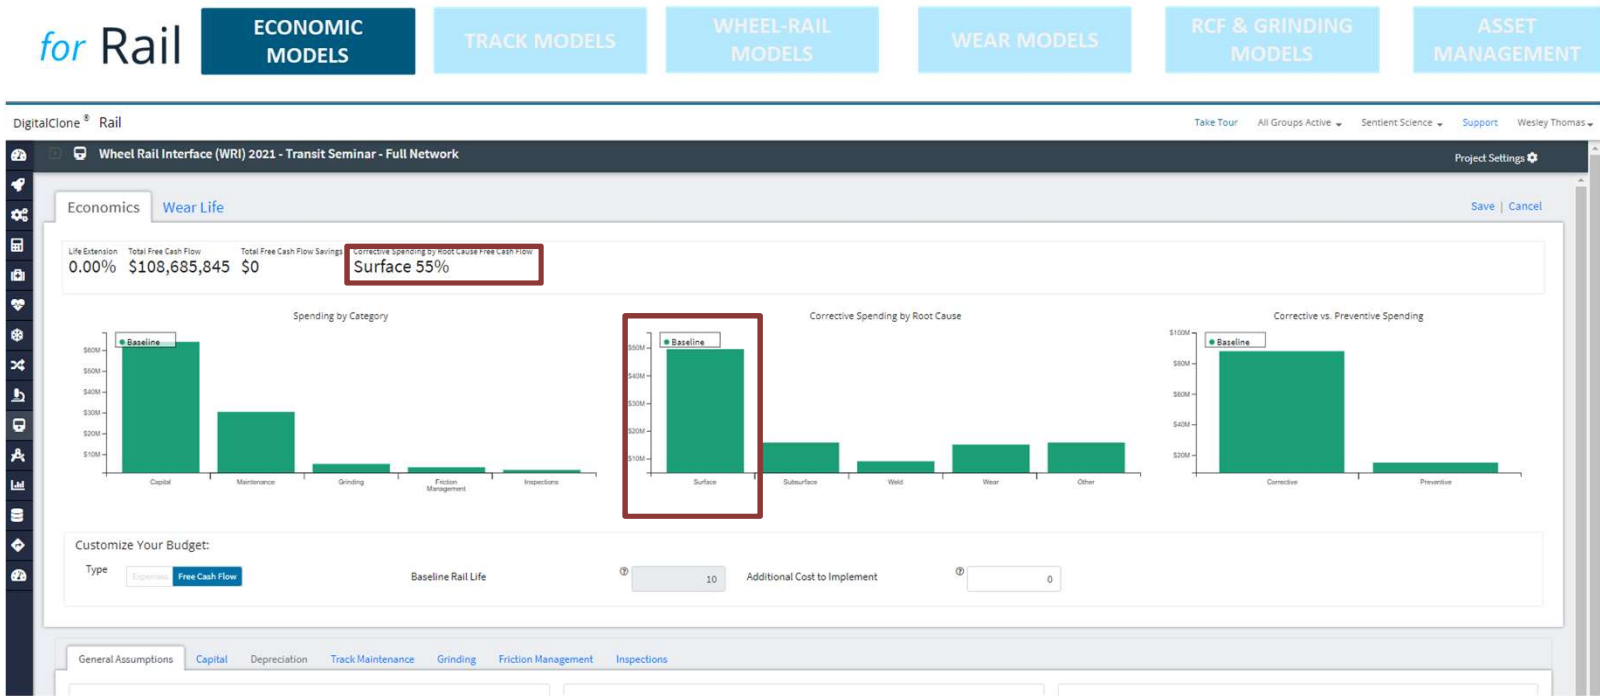 for Rail
ECONOMIC
MODELS
TRACK MODELS
WHEEL-RAIL
MODELS
WEAR MODELS
RCF & GRINDING
MODELS
ASSET
MANAGEMENT
DigitalClone ® Rail
Take Tour
All Groups Active
Sentient Science
Support
Wesley Thomas
Wheel Rail Interface (WRI) 2021 - Transit Seminar - Full Network
Project Settings
Economics
Wear Life
Save | Cancel
Life Extension
Total Free Cash Flow
Total Free Cash Flow Savings
Corrective Spending by Root Cause Free Cash Flow
0.00%
$108,685,845
$0
Surface 55%
Spending by Category
Baseline
$60M
$50M
$40M
$30M
$20M
$10M
Capital
Maintenance
Grinding
Friction
Management
Inspections
Corrective Spending by Root Cause
Baseline
$50M
$40M
$30M
$20M
$10M
Surface
Subsurface
Weld
Wear
Other
Corrective vs. Preventive Spending
$100M
Baseline
$80M
$60M
$40M
$20M
Corrective
Preventive
Customize Your Budget:
Type
Expenses
Free Cash Flow
Baseline Rail Life
10
Additional Cost to Implement
0
General Assumptions
Capital
Depreciation
Track Maintenance
Grinding
Friction Management
Inspections